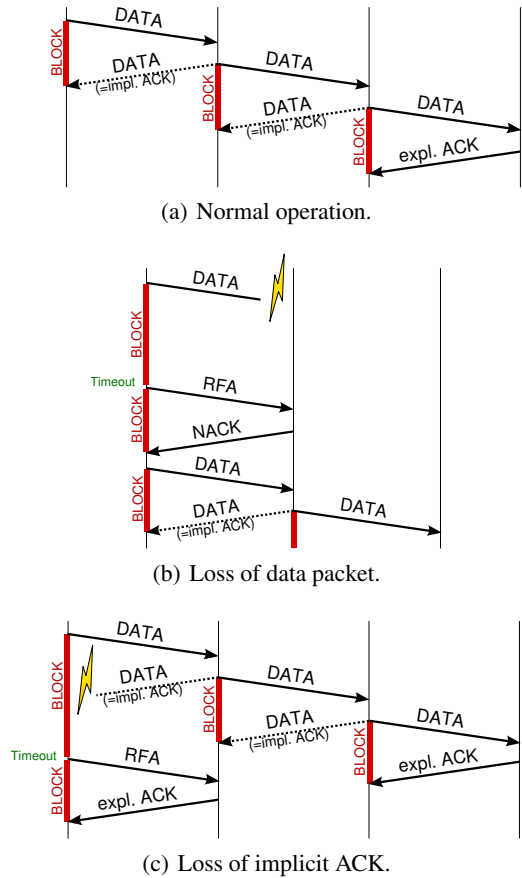 DATA
BLOCK
DATA
(=impl. ACK)
DATA
BLOCK
DATA
(=impl. ACK)
DATA
BLOCK
expl. ACK
(a) Normal operation.
DATA
BLOCK
Timeout
RFA
BLOCK
NACK
DATA
BLOCK
DATA
(=impl. ACK)
DATA
(b) Loss of data packet.
DATA
BLOCK
DATA
(=impl. ACK)
DATA
BLOCK
DATA
(=impl. ACK)
DATA
BLOCK
expl. ACK
Timeout
RFA
BLOCK
expl. ACK
(c) Loss of implicit ACK.